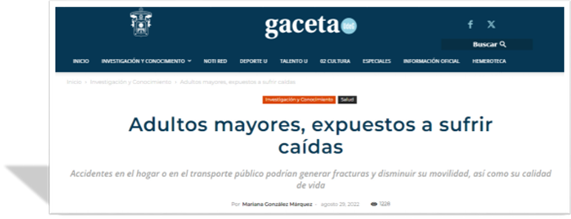 gaceta
Buscar
INICIO INVESTIGACIÓN Y CONOCIMIENTO NOTI RED DEPORTE U TALENTO U 82 CULTURA ESPECIALES INFORMACIÓN OFICIAL HEMEROTECA
Inicio › Investigación y Conocimiento › Adultos mayores, expuestos a sufrir caídas
Investigación y Conocimiento Salud
Adultos mayores, expuestos a sufrir
caídas
Accidentes en el hogar o en el transporte público podrían generar fracturas y disminuir su movilidad, así como su calidad
de vida
Por Mariana González Márquez - agosto 29, 2022